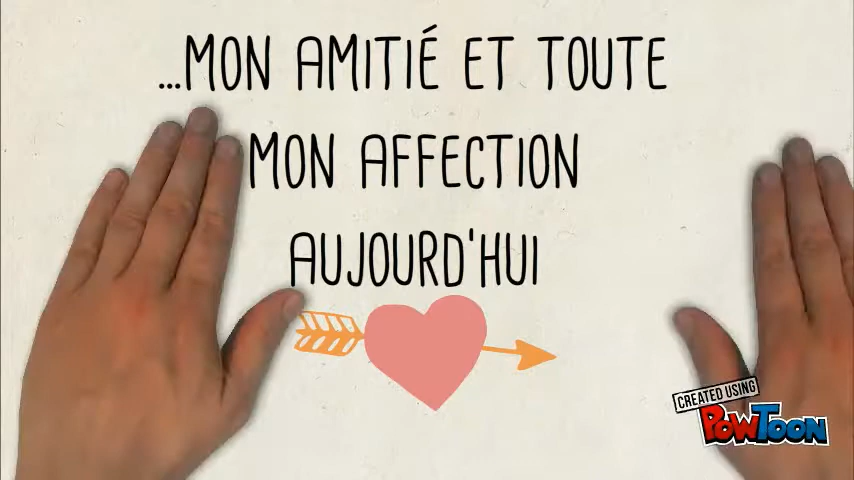 ...MON AMITIÉ ET TOUTE
MON AFFECTION
AUJOURD'HUI
CREATED USING
POWTOON